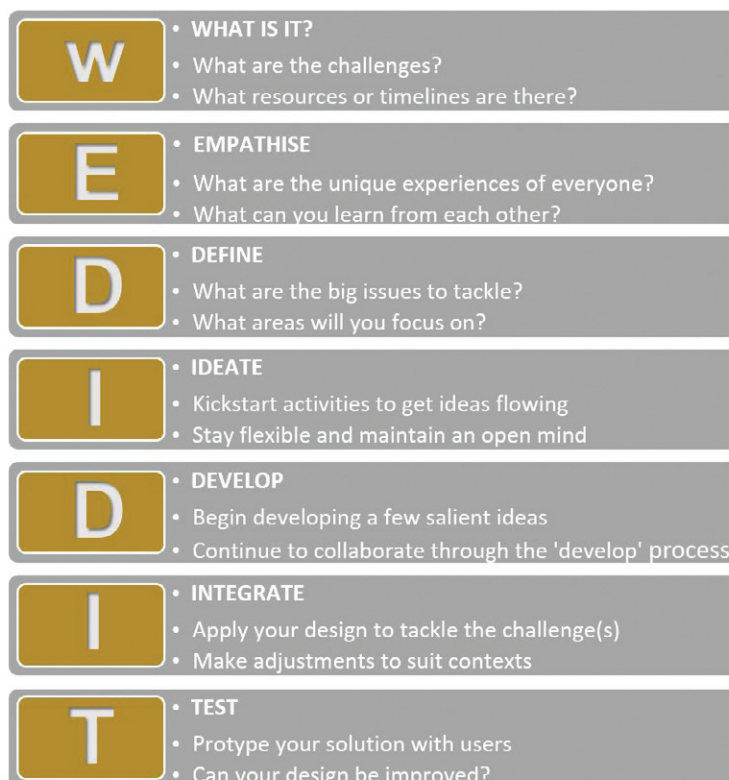 W
WHAT IS IT?
What are the challenges?
What resources or timelines are there?
E
EMPATHISE
What are the unique experiences of everyone?
What can you learn from each other?
D
DEFINE
What are the big issues to tackle?
What areas will you focus on?
I
IDEATE
Kickstart activities to get ideas flowing
Stay flexible and maintain an open mind
D
DEVELOP
Begin developing a few salient ideas
Continue to collaborate through the 'develop' process
I
INTEGRATE
Apply your design to tackle the challenge(s)
Make adjustments to suit contexts
T
TEST
Protype your solution with users
Can your design be improved?